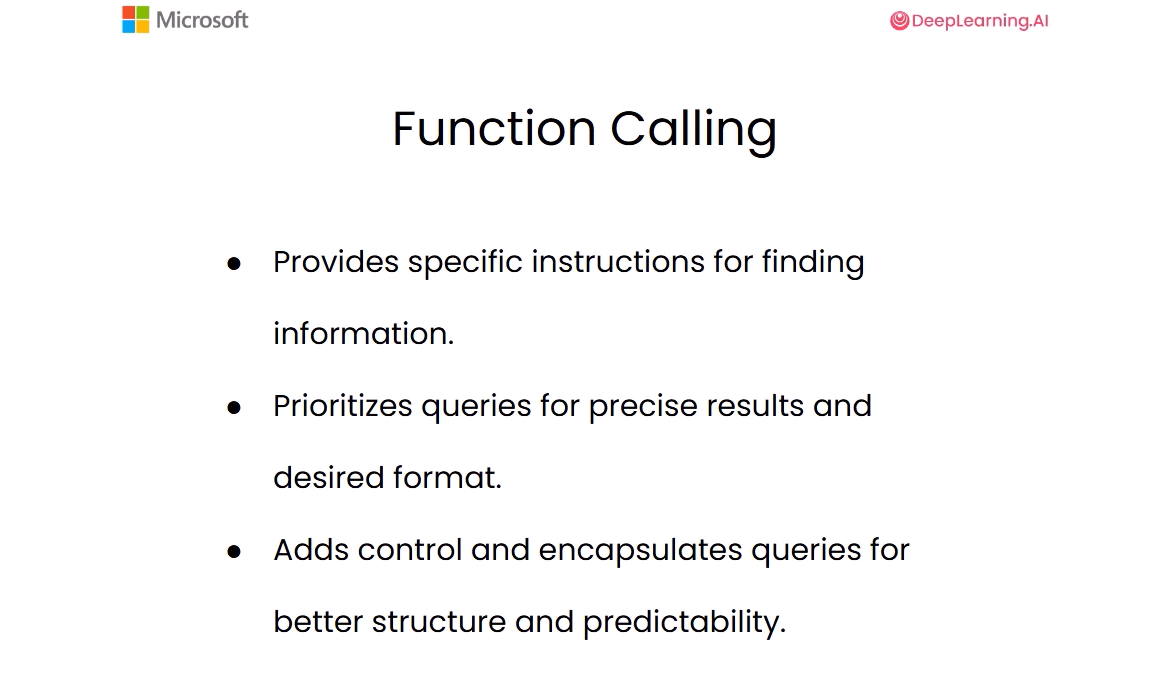 Microsoft
DeepLearning.AI
Function Calling
● Provides specific instructions for finding
information.
● Prioritizes queries for precise results and
desired format.
● Adds control and encapsulates queries for
better structure and predictability.